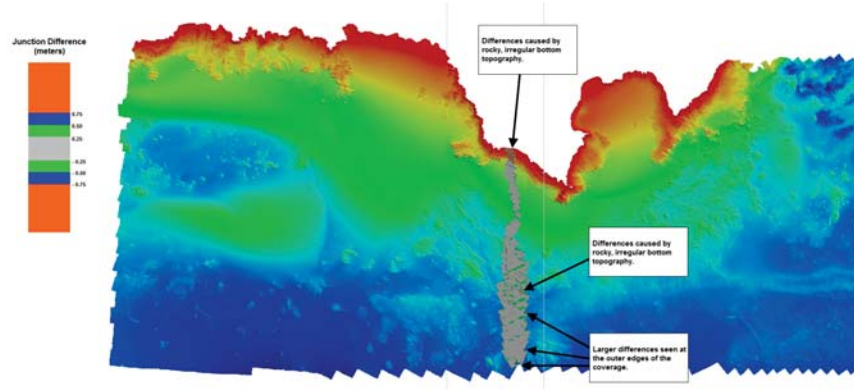 Junction Difference
(meters)
0.75
0.50
0.25
- 0.25
- 0.50
- 0.75
Differences caused by
rocky, irregular bottom
topography.
Differences caused by
rocky, irregular bottom
topography.
Larger differences seen at
the outer edges of the
coverage.